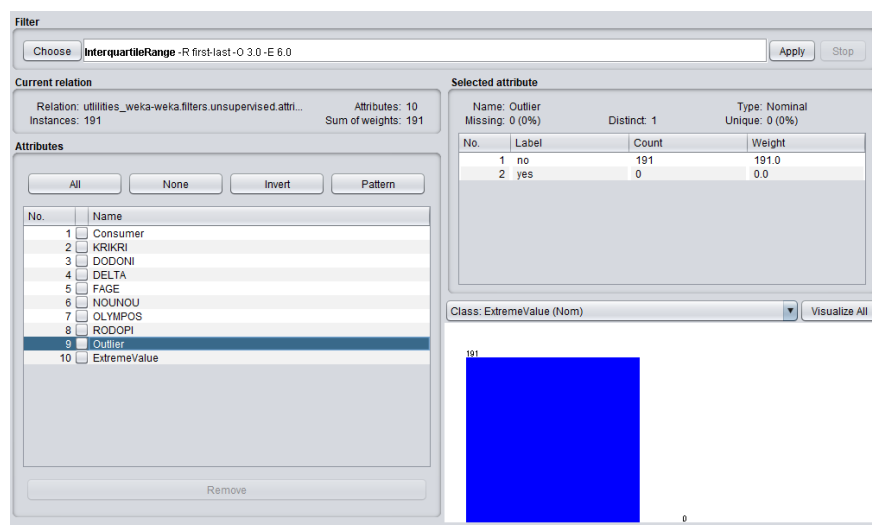 Filter
Choose InterquartileRange -R first-last -O 3.0 -E 6.0 Apply Stop
Current relation
Relation: utlilities_weka-weka.filters.unsupervised.attri... Attributes: 10
Instances: 191 Sum of weights: 191
Attributes
All None Invert Pattern
No. Name
1 Consumer
2 KRIKRI
3 DODONI
4 DELTA
5 FAGE
6 NOUNOU
7 OLYMPOS
8 RODOPI
9 Outlier
10 ExtremeValue
Remove
Selected attribute
Name: Outlier Type: Nominal
Missing: 0 (0%) Distinct: 1 Unique: 0 (0%)
No. Label Count Weight
1 no 191 191.0
2 yes 0 0.0
Class: ExtremeValue (Nom) Visualize All
191
0